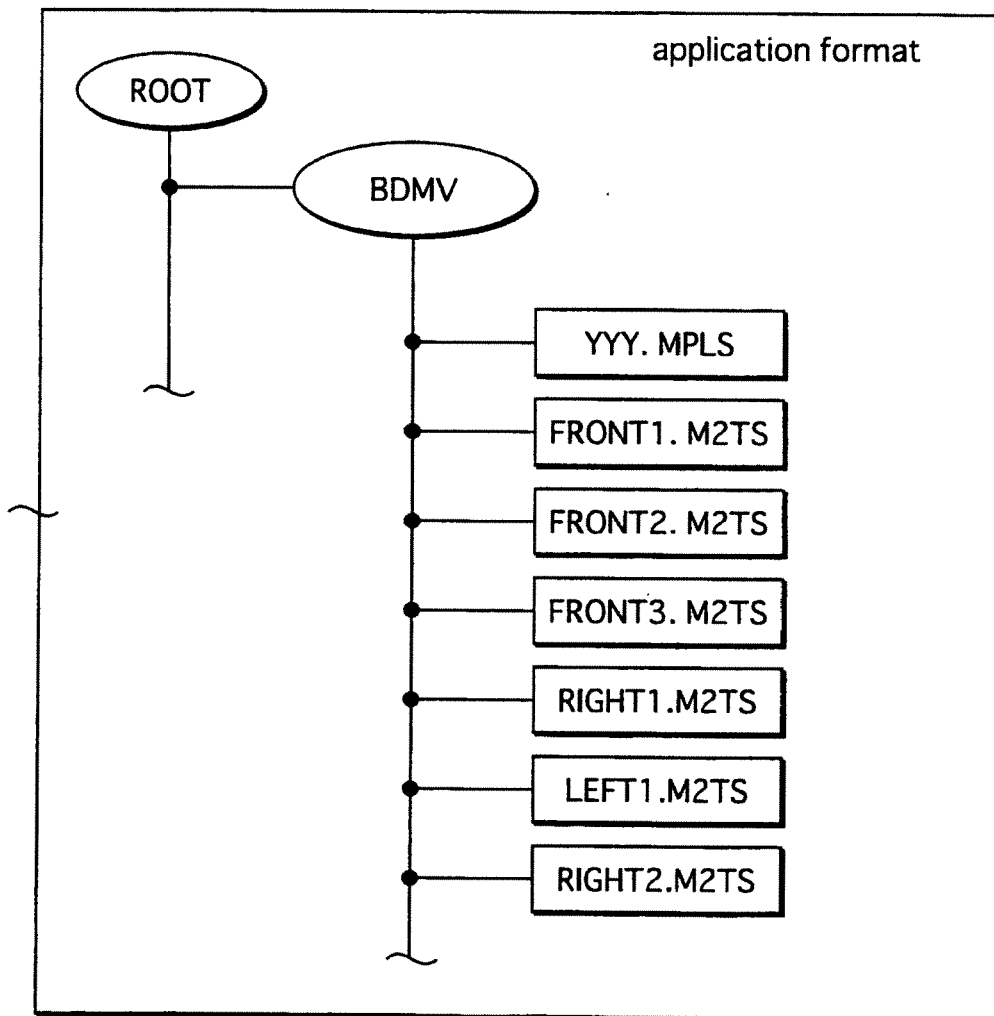 application format
ROOT
BDMV
YYY. MPLS
FRONT1. M2TS
FRONT2. M2TS
FRONT3. M2TS
RIGHT1.M2TS
LEFT1.M2TS
RIGHT2.M2TS